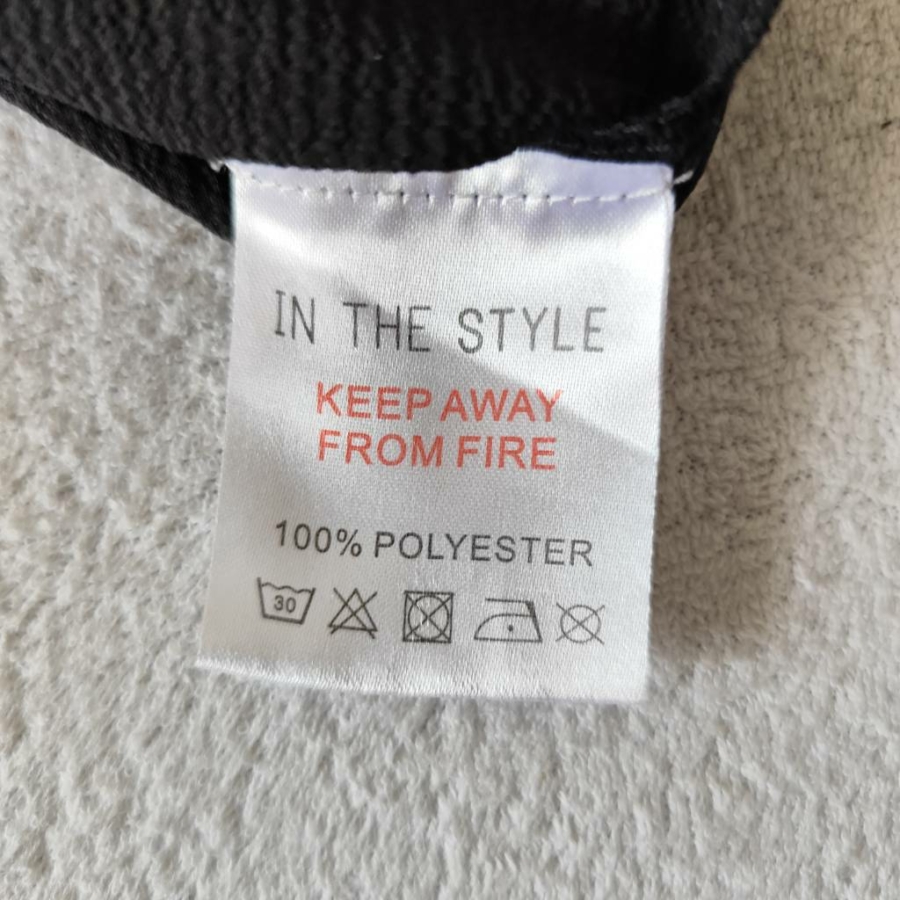 IN THE STYLE
KEEP AWAY
FROM FIRE
100% POLYESTER
30